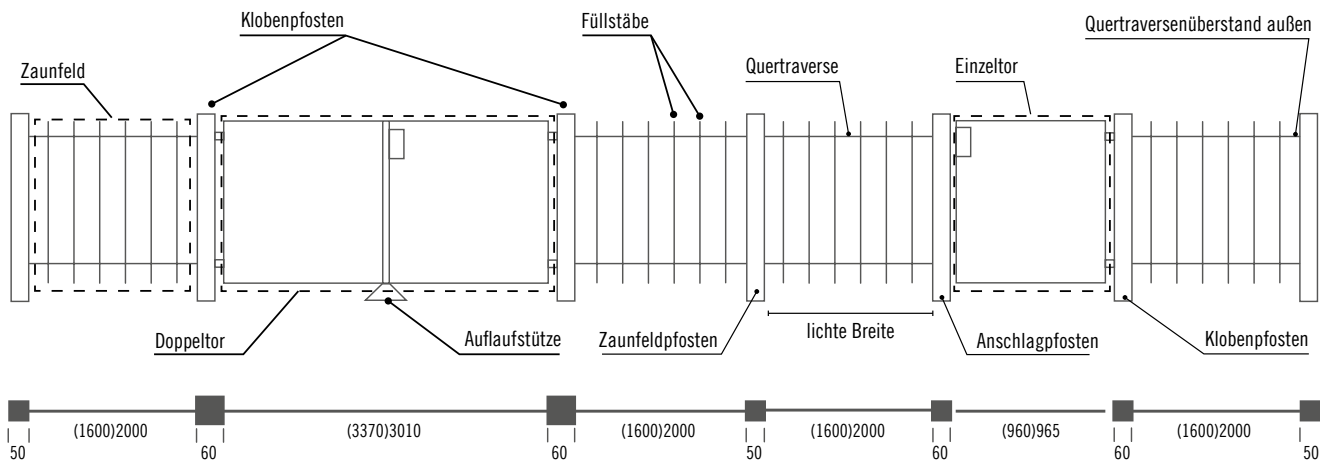 Klobenpfosten
Füllstäbe
Quertraversenüberstand außen
Zaunfeld
Quertraverse
Einzeltor
Doppeltor
Auflaufstütze
Zaunfeldpfosten
lichte Breite
Anschlagpfosten
Klobenpfosten
(1600)2000
(3370)3010
(1600)2000
(1600)2000
(960)965
(1600)2000
50
60
60
50
60
60
50